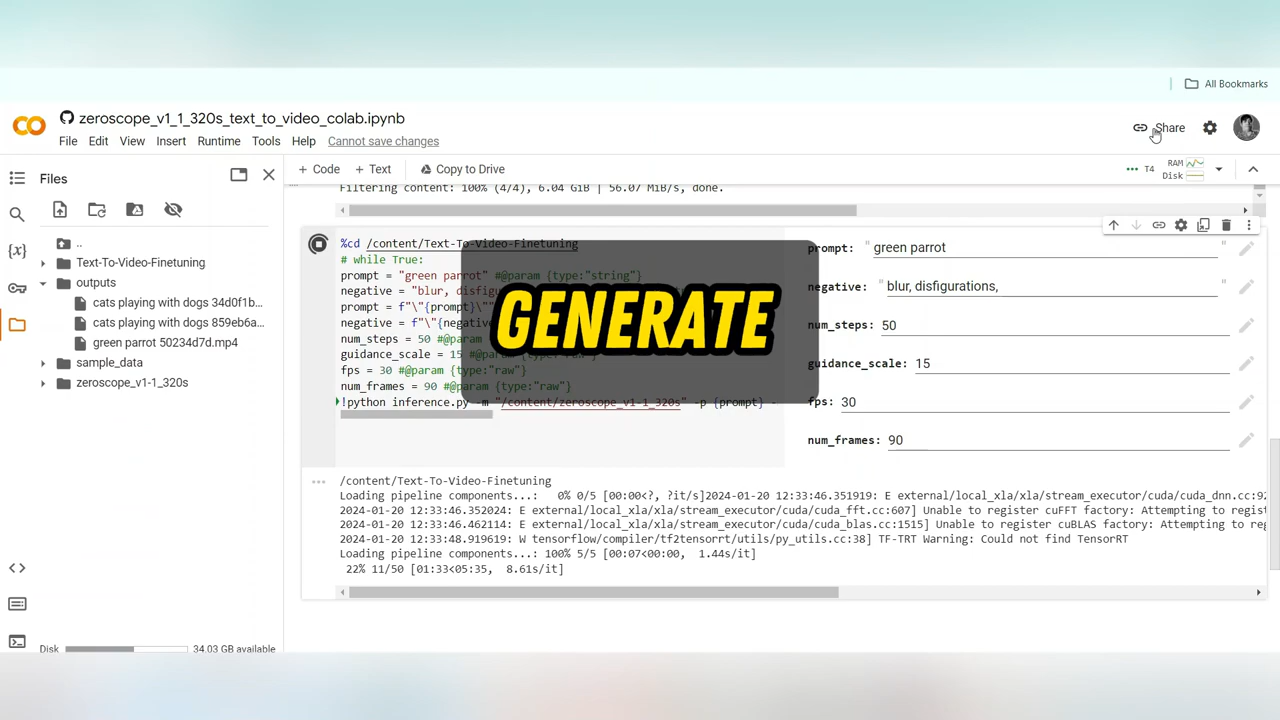 All Bookmarks
zeroscope_v1_1_320s_text_to_video_colab.ipynb
File Edit View Insert Runtime Tools Help Cannot save changes
Share
Files
+ Code + Text Copy to Drive
T4 RAM
Disk
..
Text-To-Video-Finetuning
outputs
cats playing with dogs 34d0f1b...
cats playing with dogs 859eb6a...
green parrot 50234d7d.mp4
sample_data
zeroscope_v1-1_320s
Disk
34.03 GB available
Filtering content: 100% (4/4), 6.04 GiB | 56.07 MiB/s, done.
%cd /content/Text-To-Video-Finetuning
# while True:
prompt = "green parrot" #@param {type:"string"}
negative = "blur, disfigu
prompt = f"\"{prompt}\""
negative = f"\"{negative
num_steps = 50 #@param
guidance_scale = 15 #@param {type:"raw"}
fps = 30 #@param {type:"raw"}
num_frames = 90 #@param {type:"raw"}
!python inference.py -m "/content/zeroscope_v1-1_320s" -p {prompt} -
GENERATE
prompt: " green parrot "
negative: " blur, disfigurations, "
num_steps: 50
guidance_scale: 15
fps: 30
num_frames: 90
/content/Text-To-Video-Finetuning
Loading pipeline components...: 0% 0/5 [00:00<?, ?it/s]2024-01-20 12:33:46.351919: E external/local_xla/xla/stream_executor/cuda/cuda_dnn.cc:92
2024-01-20 12:33:46.352024: E external/local_xla/xla/stream_executor/cuda/cuda_fft.cc:607] Unable to register cuFFT factory: Attempting to regist
2024-01-20 12:33:46.462114: E external/local_xla/xla/stream_executor/cuda/cuda_blas.cc:1515] Unable to register cuBLAS factory: Attempting to reg
2024-01-20 12:33:48.919619: W tensorflow/compiler/tf2tensorrt/utils/py_utils.cc:38] TF-TRT Warning: Could not find TensorRT
Loading pipeline components...: 100% 5/5 [00:07<00:00, 1.44s/it]
22% 11/50 [01:33<05:35, 8.61s/it]